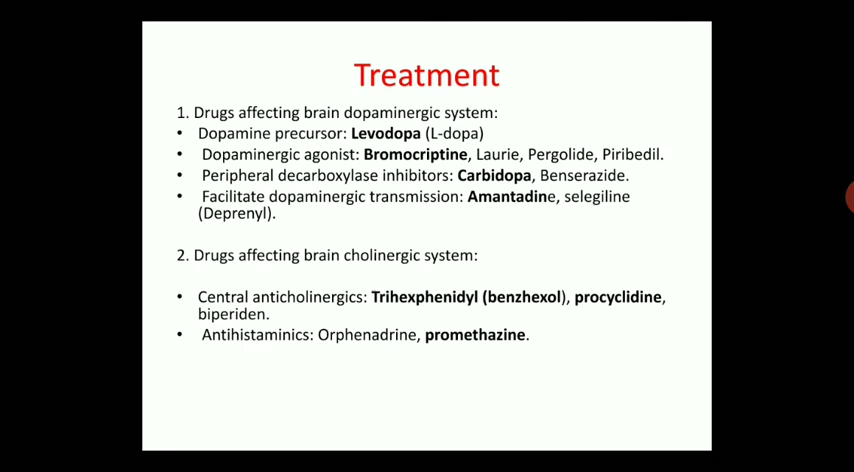 Treatment
1. Drugs affecting brain dopaminergic system:
• Dopamine precursor: Levodopa (L-dopa)
• Dopaminergic agonist: Bromocriptine, Laurie, Pergolide, Piribedil.
• Peripheral decarboxylase inhibitors: Carbidopa, Benserazide.
• Facilitate dopaminergic transmission: Amantadine, selegiline
(Deprenyl).
2. Drugs affecting brain cholinergic system:
• Central anticholinergics: Trihexphenidyl (benzhexol), procyclidine,
biperiden.
• Antihistaminics: Orphenadrine, promethazine.